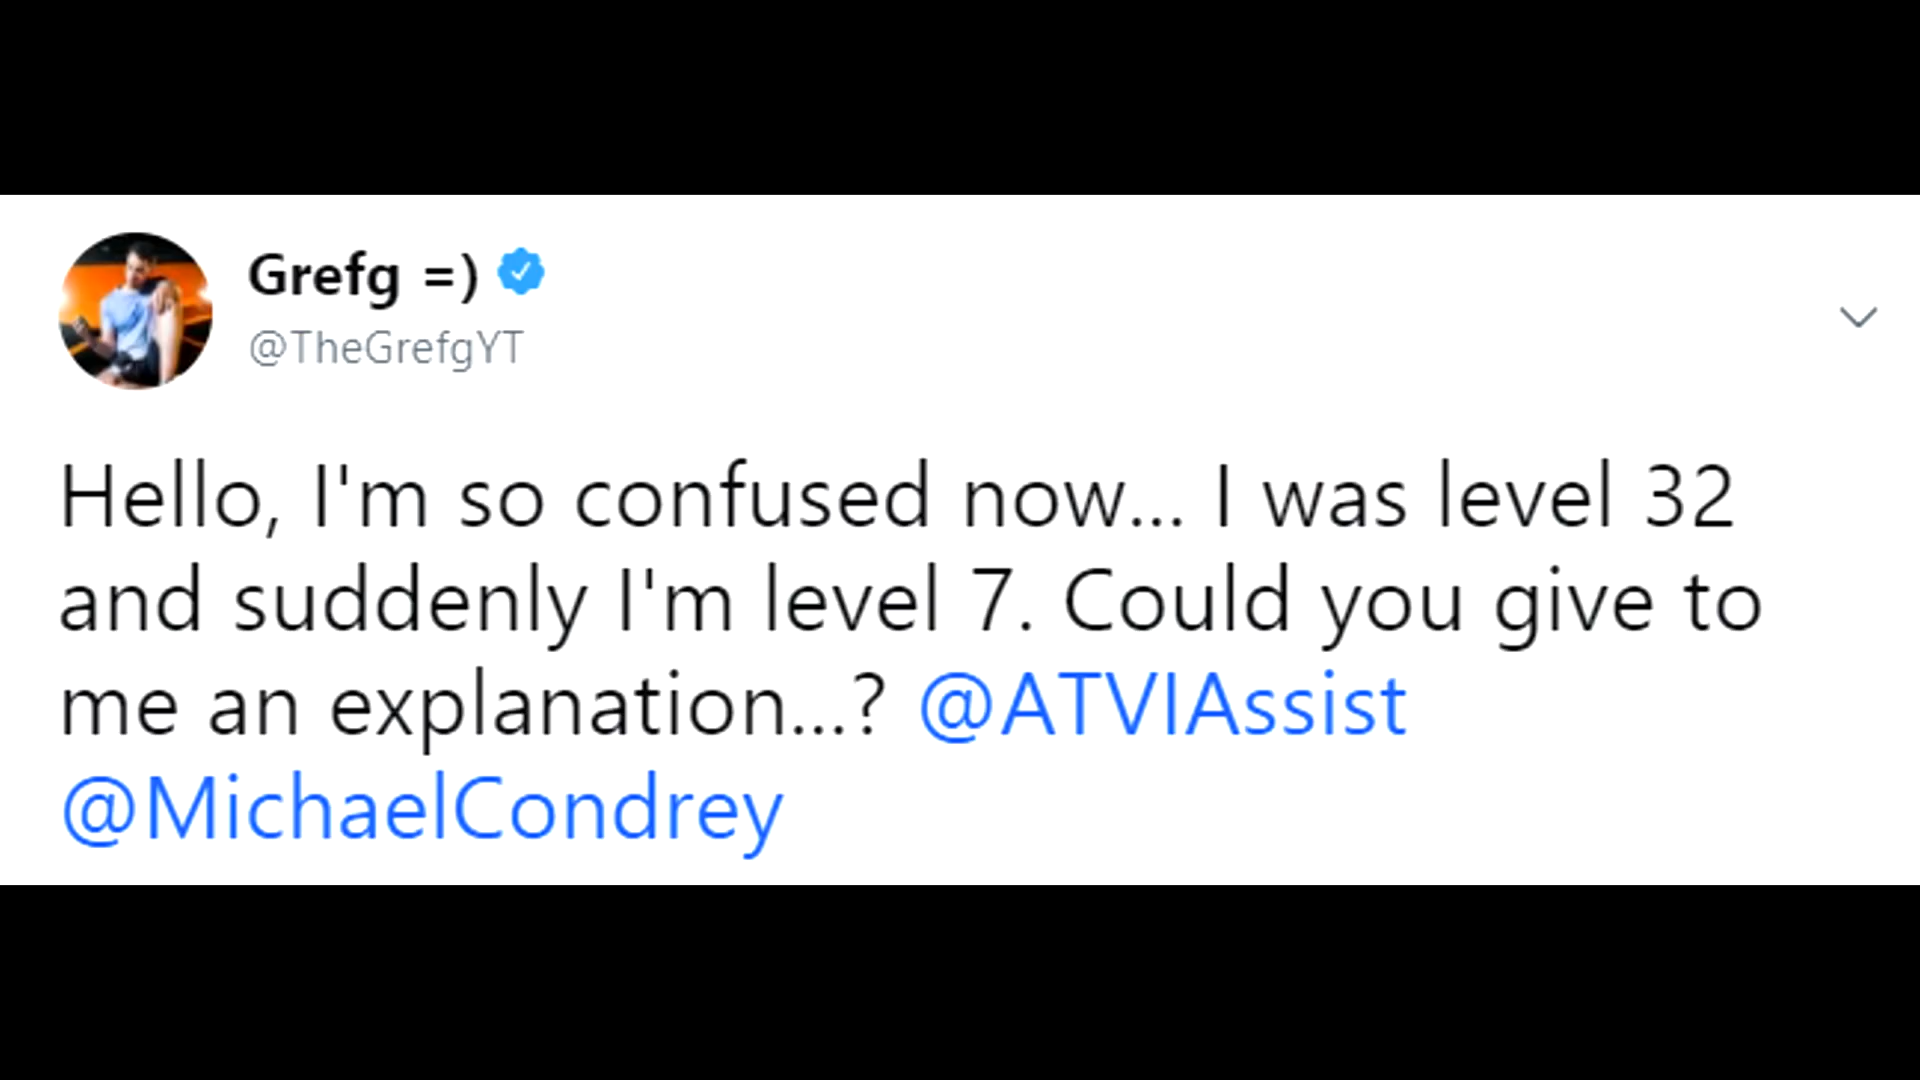 Grefg =)
@TheGrefgYT
Hello, I'm so confused now... I was level 32
and suddenly I'm level 7. Could you give to
me an explanation...? @ATVIAssist
@MichaelCondrey